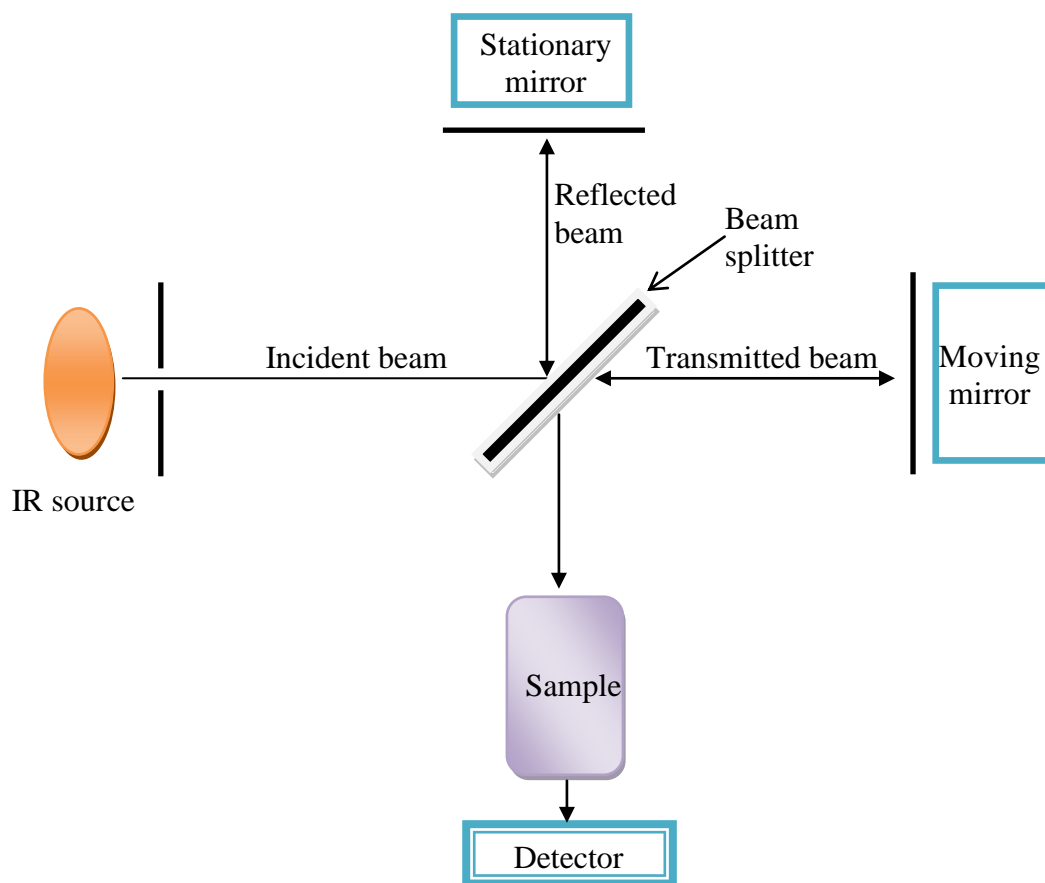 Stationary
mirror
Reflected
beam
Beam
splitter
Incident beam
Transmitted beam
Moving
mirror
IR source
Sample
Detector